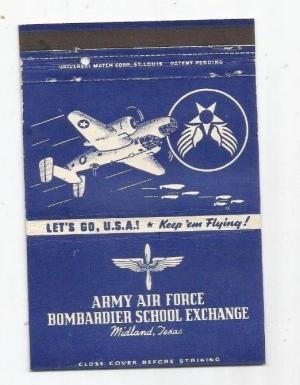 UNIVERSAL MATCH CORP., ST. LOUIS PATENT PENDING
LET'S GO, U.S.A.! ★ Keep 'em Flying!
ARMY AIR FORCE
BOMBARDIER SCHOOL EXCHANGE
Midland, Texas
CLOSE COVER BEFORE STRIKING